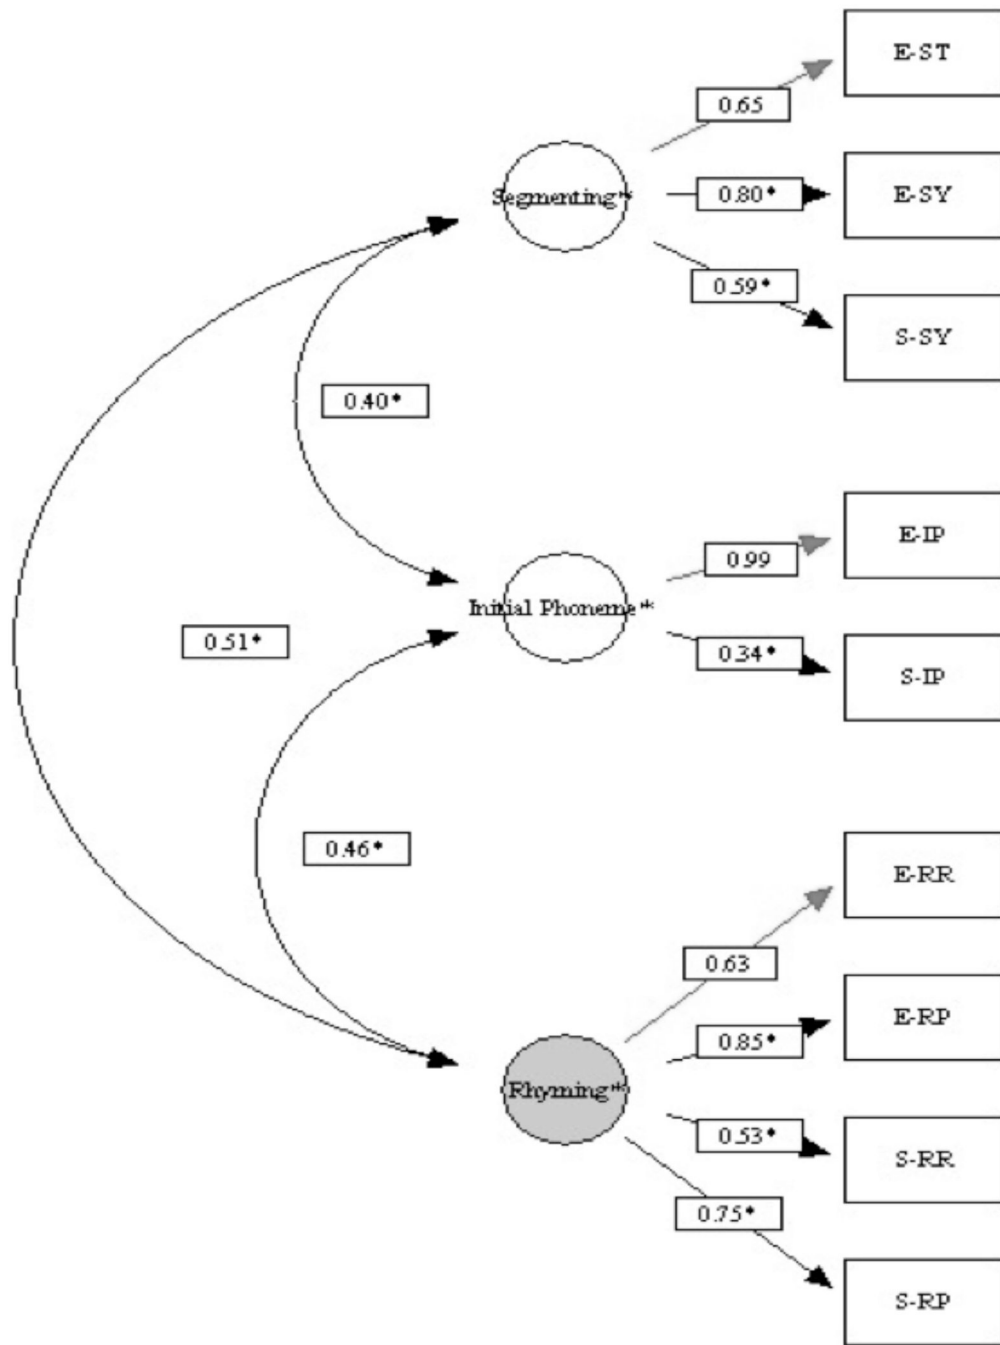 E-ST
0.65
Segmenting*
0.80*
E-SY
0.59*
S-SY
0.40*
E-IP
0.99
Initial Phoneme*
0.51*
0.34*
S-IP
0.46*
E-RR
0.63
E-RP
0.85*
Rhyming*
0.53*
S-RR
0.75*
S-RP